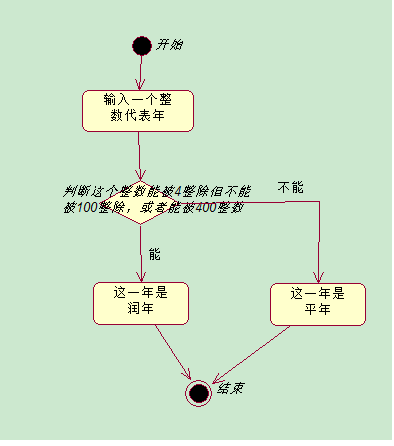 开始
输入一个整
数代表年
判断这个整数能被4整除但不能
被100整除，或者能被400整数
不能
能
这一年是
润年
这一年是
平年
结束